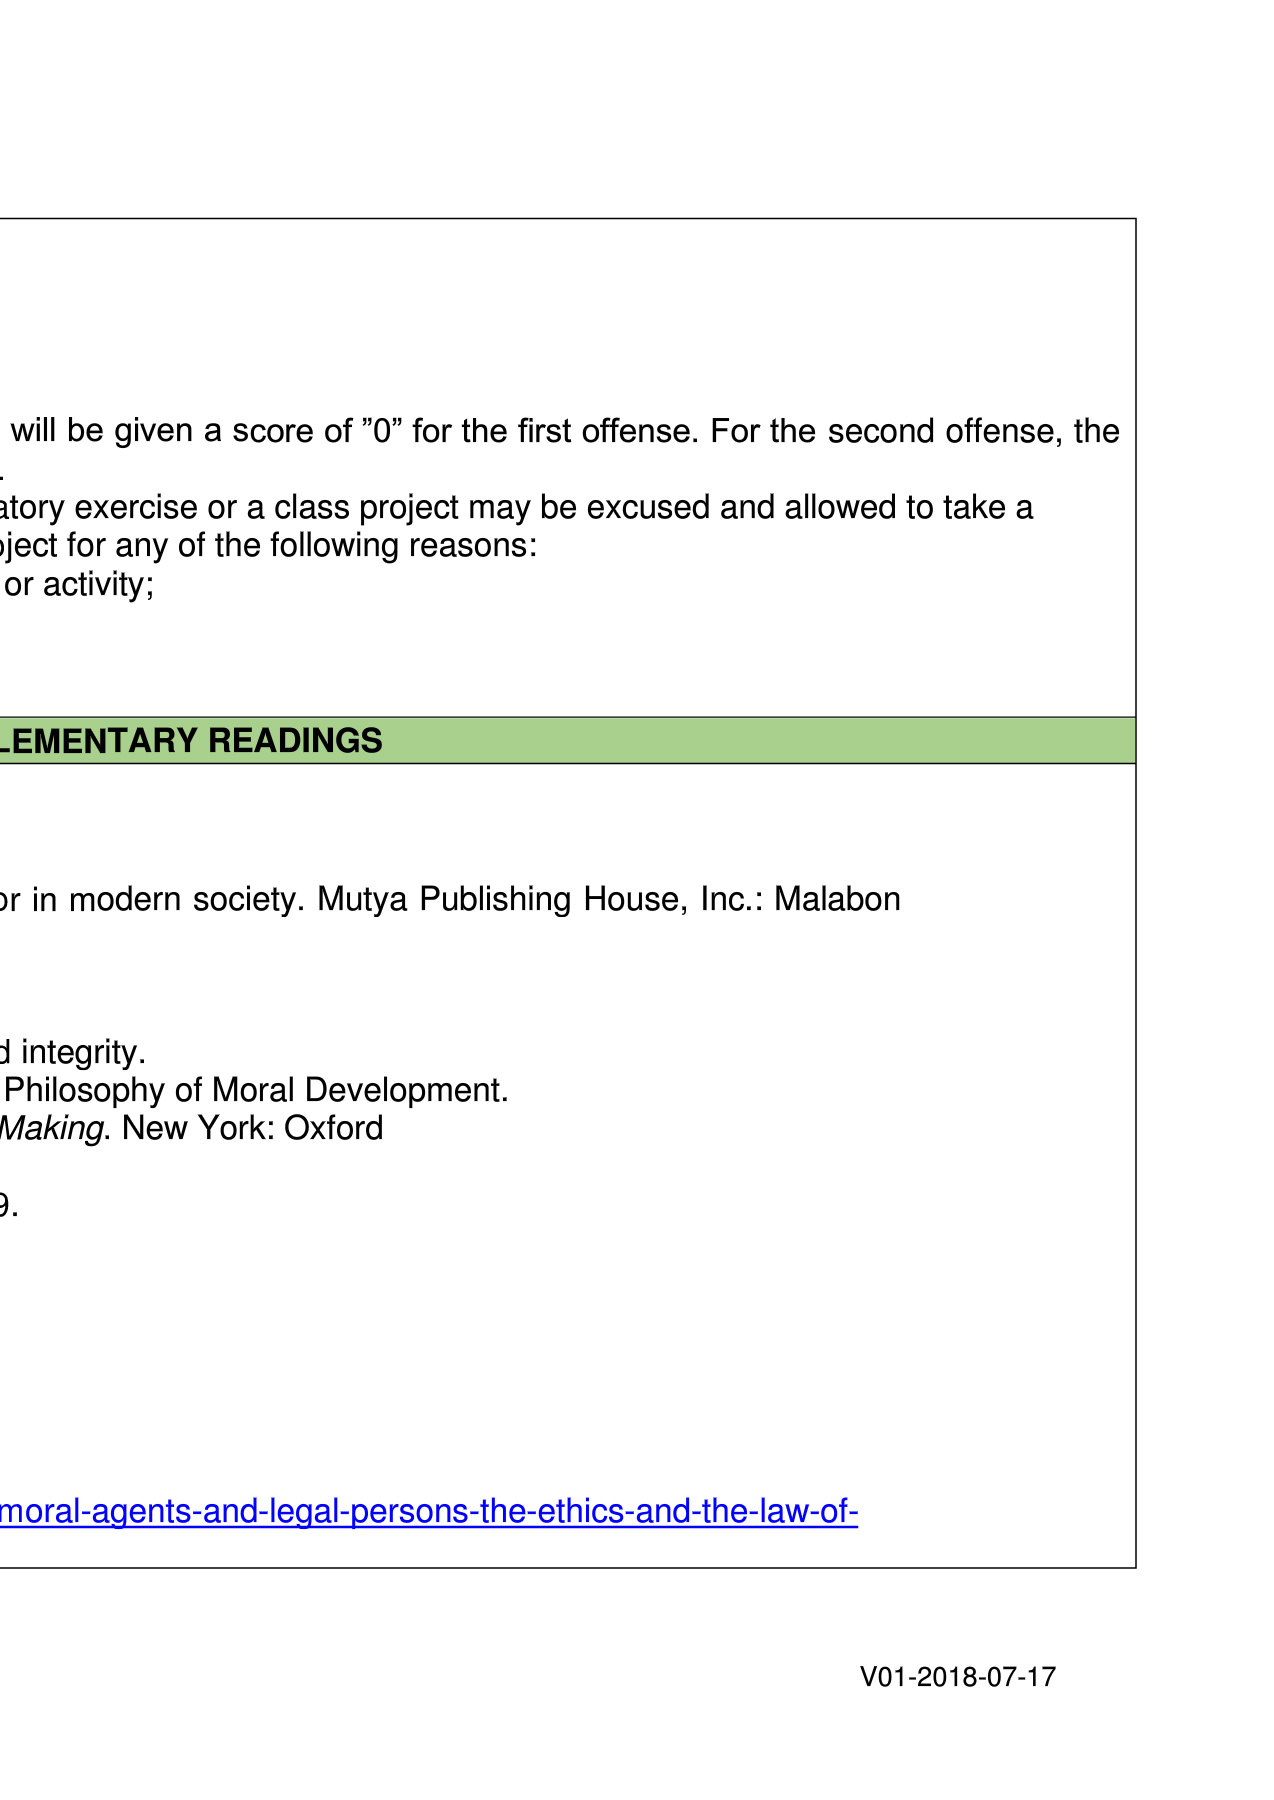 will be given a score of ”0” for the first offense. For the second offense, the
.
atory exercise or a class project may be excused and allowed to take a
oject for any of the following reasons:
or activity;
LEMENTARY READINGS
or in modern society. Mutya Publishing House, Inc.: Malabon
d integrity.
Philosophy of Moral Development.
Making. New York: Oxford
9.
moral-agents-and-legal-persons-the-ethics-and-the-law-of-
V01-2018-07-17